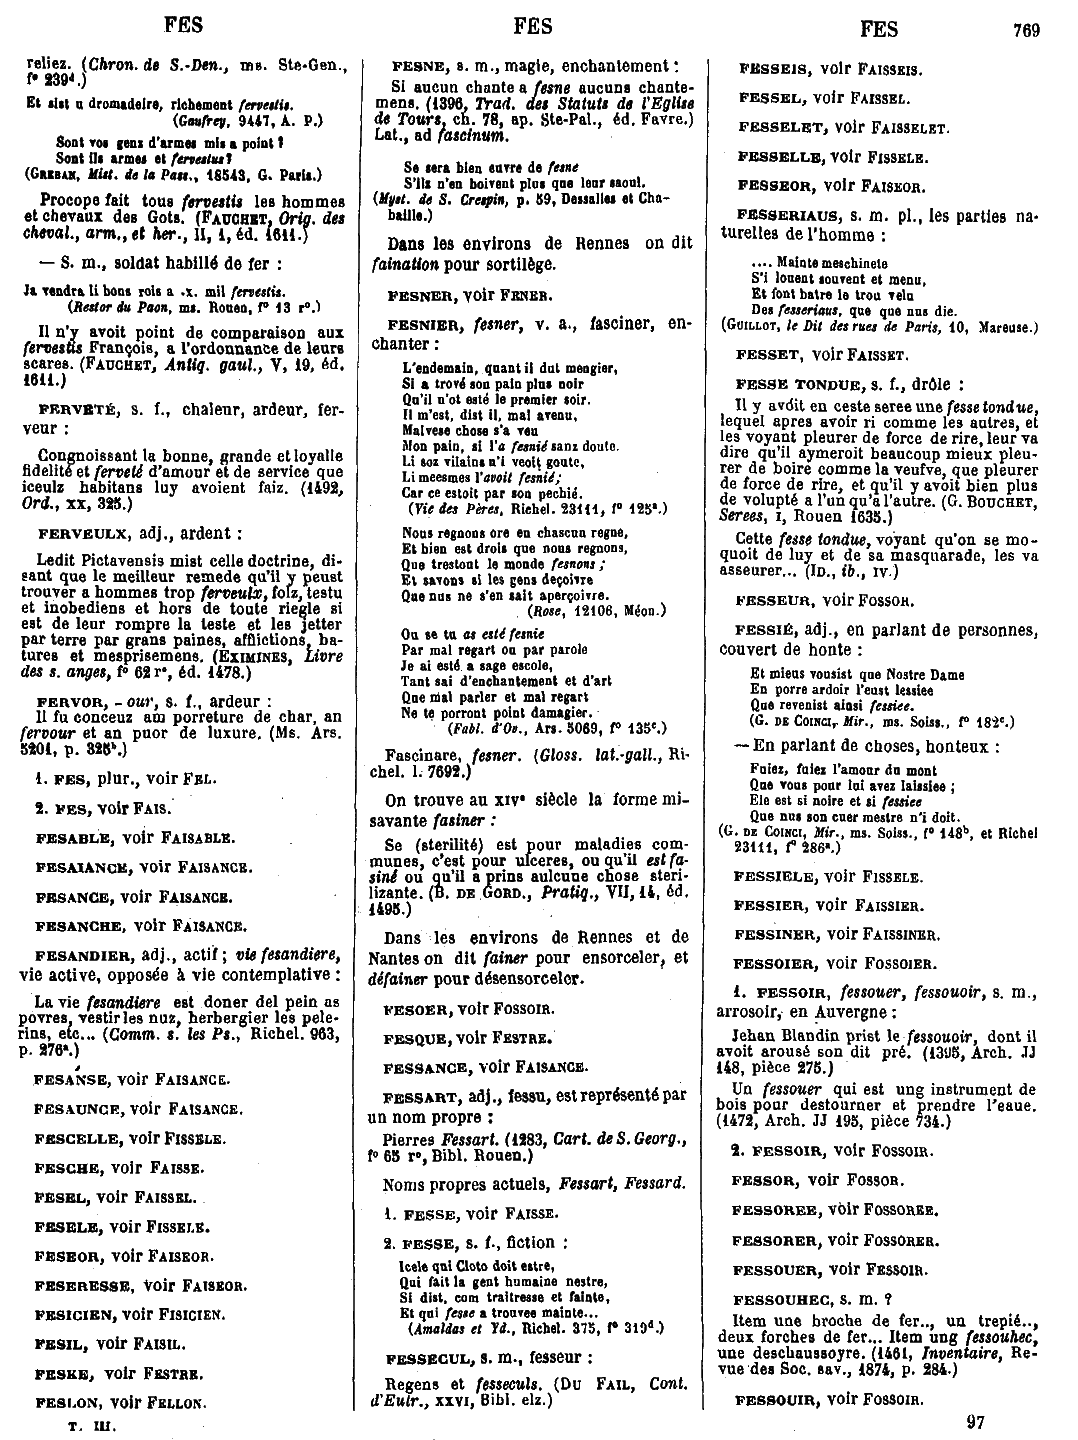 FES
FES
FES
769
reliez. (Chron. de S.-Den., ms. Ste-Gen.,
f° 239ᵈ.)
Et sist u dromadeire, richement fervestis.
(Gaufrey, 9447, A. P.)
Sont vos gens d'armes mis a point ?
Sont ils armes et fervestus ?
(GREBAN, Mist. de la Pass., 18543, G. Paris.)
Procope fait tous fervestis les hommes
et chevaux des Gots. (FAUCHET, Orig. des
cheval., arm., et her., II, 1, éd. 1611.)
— S. m., soldat habillé de fer :
Ja vendra li bons rois a .x. mil fervestis.
(Restor du Paon, ms. Rouen, f° 13 r°.)
Il n'y avoit point de comparaison aux
fervestis François, a l'ordonnance de leurs
scares. (FAUCHET, Antiq. gaul., V, 19, éd.
1611.)
FERVETÉ, s. f., chaleur, ardeur, fer-
veur :
Congnoissant la bonne, grande et loyalle
fidelité et ferveté d'amour et de service que
iceulz habitans luy avoient faiz. (1492,
Ord., XX, 325.)
FERVEULX, adj., ardent :
Ledit Pictavensis mist celle doctrine, di-
sant que le meilleur remede qu'il y peust
trouver a hommes trop ferveulx, folz, testu
et inobediens et hors de toute riegle si
est de leur rompre la teste et les jetter
par terre par grans paines, afflictions, ba-
tures et mesprisemens. (EXIMINES, Livre
des s. anges, f° 62 r°, éd. 1478.)
FERVOR, - our, s. f., ardeur :
Il fu conceuz am porreture de char, an
fervour et an puor de luxure. (Ms. Ars.
5201, p. 325ᵇ.)
1. FES, plur., voir FEL.
2. FES, voir FAIS.
FESABLE, voir FAISABLE.
FESAIANCE, voir FAISANCE.
FESANCE, voir FAISANCE.
FESANCHE, voir FAISANCE.
FESANDIER, adj., actif ; vie fesandiere,
vie active, opposée à vie contemplative :
La vie fesandiere est doner del pein as
povres, vestir les nuz, herbergier les pele-
rins, etc... (Comm. s. les Ps., Richel. 963,
p. 276ᵃ.)
FESANSE, voir FAISANCE.
FESAUNCE, voir FAISANCE.
FESCELLE, voir FISSELE.
FESCHE, voir FAISSE.
FESEL, voir FAISSEL.
FESELE, voir FISSELE.
FESEOR, voir FAISEOR.
FESERESSE, voir FAISEOR.
FESICIEN, voir FISICIEN.
FESIL, voir FAISIL.
FESKE, voir FESTRE.
FESLON, voir FELLON.
T. III.
FESNE, s. m., magie, enchantement :
Si aucun chante a fesne aucuns chante-
mens. (1396, Trad. des Statuts de l'Eglise
de Tours, ch. 78, ap. Ste-Pal., éd. Favre.)
Lat., ad fascinum.
Se sera bien euvre de fesne
S'ilz n'en boivent plus que leur saoul.
(Myst. de S. Crespin, p. 59, Dessalles et Cha-
baille.)
Dans les environs de Rennes on dit
faination pour sortilège.
FESNER, voir FENER.
FESNIER, fesner, v. a., fasciner, en-
chanter :
L'endemain, quant il dut mengier,
Si a trové son pain plus noir
Qu'il n'ot esté le premier soir.
Il m'est, dist il, mal avenu,
Malvese chose s'a veu
Mon pain, si l'a fesnié sanz doute.
Li soz vilains n'i veoit goute,
Li meesmes l'avoit fesnié;
Car ce estoit par son pechié.
(Vie des Pères, Richel. 23111, f° 125ᵃ.)
Nous regnons ore en chascun regne,
Et bien est drois que nous regnons,
Que trestout le monde fesnons ;
Et savons si les gens deçoivre
Que nus ne s'en sait aperçoivre.
(Rose, 12106, Méon.)
Ou se tu as esté fesnie
Par mal regart ou par parole
Je ai esté a sage escole,
Tant sai d'enchantement et d'art
Que mal parler et mal regart
Ne te porront point damagier.
(Fabl. d'Ov., Ars. 5069, f° 135ᶜ.)
Fascinare, fesner. (Gloss. lat.-gall., Ri-
chel. l. 7692.)
On trouve au XIVᵉ siècle la forme mi-
savante fasiner :
Se (sterilité) est pour maladies com-
munes, c'est pour ulceres, ou qu'il est fa-
siné ou qu'il a prins aulcune chose steri-
lizante. (B. DE GORD., Pratiq., VII, 14, éd.
1495.)
Dans les environs de Rennes et de
Nantes on dit fainer pour ensorceler, et
défainer pour désensorceler.
FESOER, voir FOSSOIR.
FESQUE, voir FESTRE.
FESSANCE, voir FAISANCE.
FESSART, adj., fessu, est représenté par
un nom propre :
Pierres Fessart. (1283, Cart. de S. Georg.,
f° 65 r°, Bibl. Rouen.)
Noms propres actuels, Fessart, Fessard.
1. FESSE, voir FAISSE.
2. FESSE, s. f., fiction :
Icele qui Cloto doit estre,
Qui fait la gent humaine nestre,
Si dist, com traitresse et fainte,
Et qui fesse a trouvee mainte...
(Amaldas et Yd., Richel. 375, f° 319ᵈ.)
FESSECUL, s. m., fesseur :
Regens et fesseculs. (DU FAIL, Cont.
d'Eutr., XXVI, Bibl. elz.)
FESSEIS, voir FAISSEIS.
FESSEL, voir FAISSEL.
FESSELET, voir FAISSELET.
FESSELLE, voir FISSELE.
FESSEOR, voir FAISEOR.
FESSERIAUS, s. m. pl., les parties na-
turelles de l'homme :
.... Mainte meschinete
S'i louent souvent et menu,
Et font batre le trou velu
Des fesseriaus, que que nus die.
(GUILLOT, le Dit des rues de Paris, 10, Mareuse.)
FESSET, voir FAISSET.
FESSE TONDUE, s. f., drôle :
Il y avoit en ceste seree une fesse tondue,
lequel apres avoir ri comme les autres, et
les voyant pleurer de force de rire, leur va
dire qu'il aymeroit beaucoup mieux pleu-
rer de boire comme la veufve, que pleurer
de force de rire, et qu'il y avoit bien plus
de volupté a l'un qu'a l'autre. (G. BOUCHET,
Serees, I, Rouen 1635.)
Cette fesse tondue, voyant qu'on se mo-
quoit de luy et de sa masquarade, les va
asseurer... (ID., ib., IV.)
FESSEUR, voir FOSSOR.
FESSIÉ, adj., en parlant de personnes,
couvert de honte :
Et mieus vousist que Nostre Dame
En porre ardoir l'eust lessiee
Que revenist ainsi fessiee.
(G. DE COINCI, Mir., ms. Soiss., f° 182ᶜ.)
— En parlant de choses, honteux :
Fuiez, fuiez l'amour du mont
Que vous pour lui avez laissiee ;
Ele est si noire et si fessiee
Que nus son cuer mestre n'i doit.
(G. DE COINCI, Mir., ms. Soiss., f° 148ᵇ, et Richel
23111, f° 286ᵃ.)
FESSIELE, voir FISSELE.
FESSIER, voir FAISSIER.
FESSINER, voir FAISSINER.
FESSOIER, voir FOSSOIER.
1. FESSOIR, fessouer, fessouoir, s. m.,
arrosoir, en Auvergne :
Jehan Blandin prist le fessouoir, dont il
avoit arousé son dit pré. (1395, Arch. JJ
148, pièce 275.)
Un fessouer qui est ung instrument de
bois pour destourner et prendre l'eaue.
(1472, Arch. JJ 195, pièce 734.)
2. FESSOIR, voir FOSSOIR.
FESSOR, voir FOSSOR.
FESSOREE, voir FOSSOREE.
FESSORER, voir FOSSORER.
FESSOUER, voir FESSOIR.
FESSOUHEC, s. m. ?
Item une broche de fer.., un trepié..,
deux forches de fer... Item ung fessouhec,
une deschaussoyre. (1461, Inventaire, Re-
vue des Soc. sav., 1874, p. 284.)
FESSOUIR, voir FOSSOIR.
97